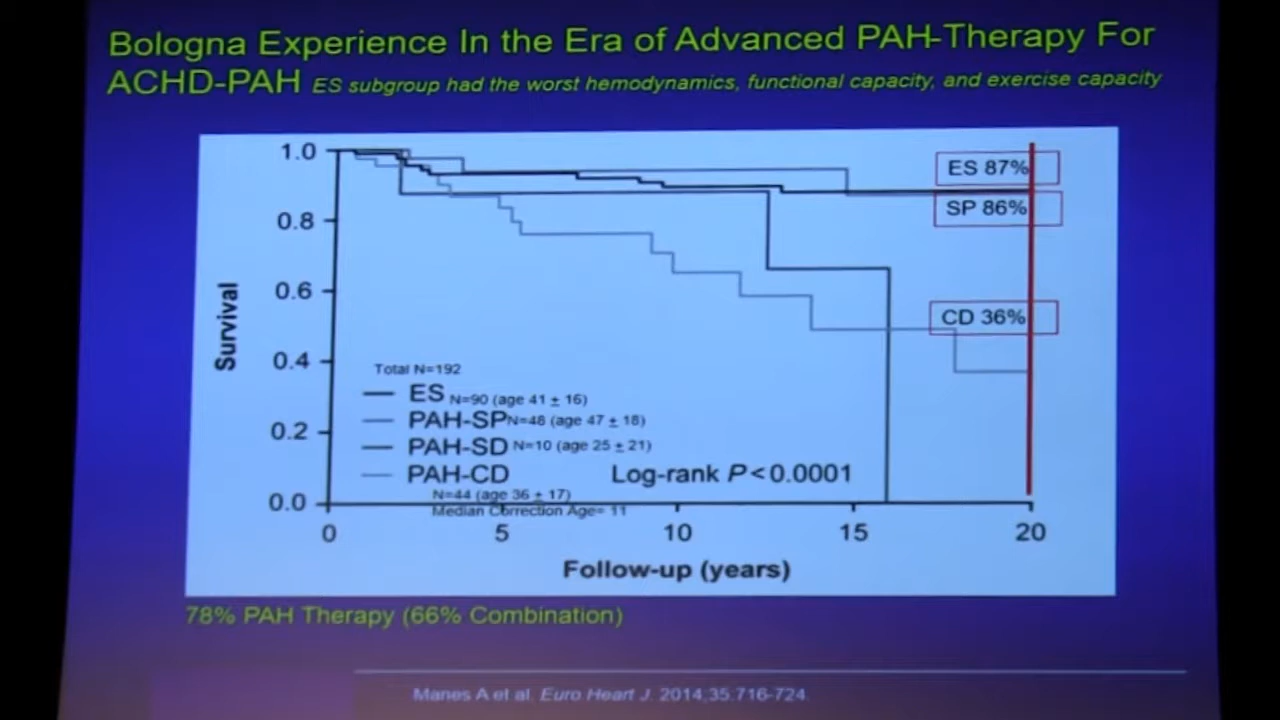 Bologna Experience In the Era of Advanced PAH-Therapy For
ACHD-PAH ES subgroup had the worst hemodynamics, functional capacity, and exercise capacity
1.0
0.8
0.6
0.4
0.2
0.0
Survival
ES 87%
SP 86%
CD 36%
Total N=192
ES N=90 (age 41 ± 16)
PAH-SP N=48 (age 47 ± 18)
PAH-SD N=10 (age 25 ± 21)
PAH-CD
Log-rank P<0.0001
N=44 (age 36 ± 17)
Median Correction Age= 11
0 5 10 15 20
Follow-up (years)
78% PAH Therapy (66% Combination)
Manes A et al. Euro Heart J. 2014;35:716-724.